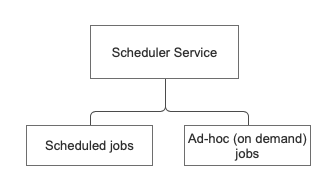 Scheduler Service
Scheduled jobs
Ad-hoc (on demand)
jobs